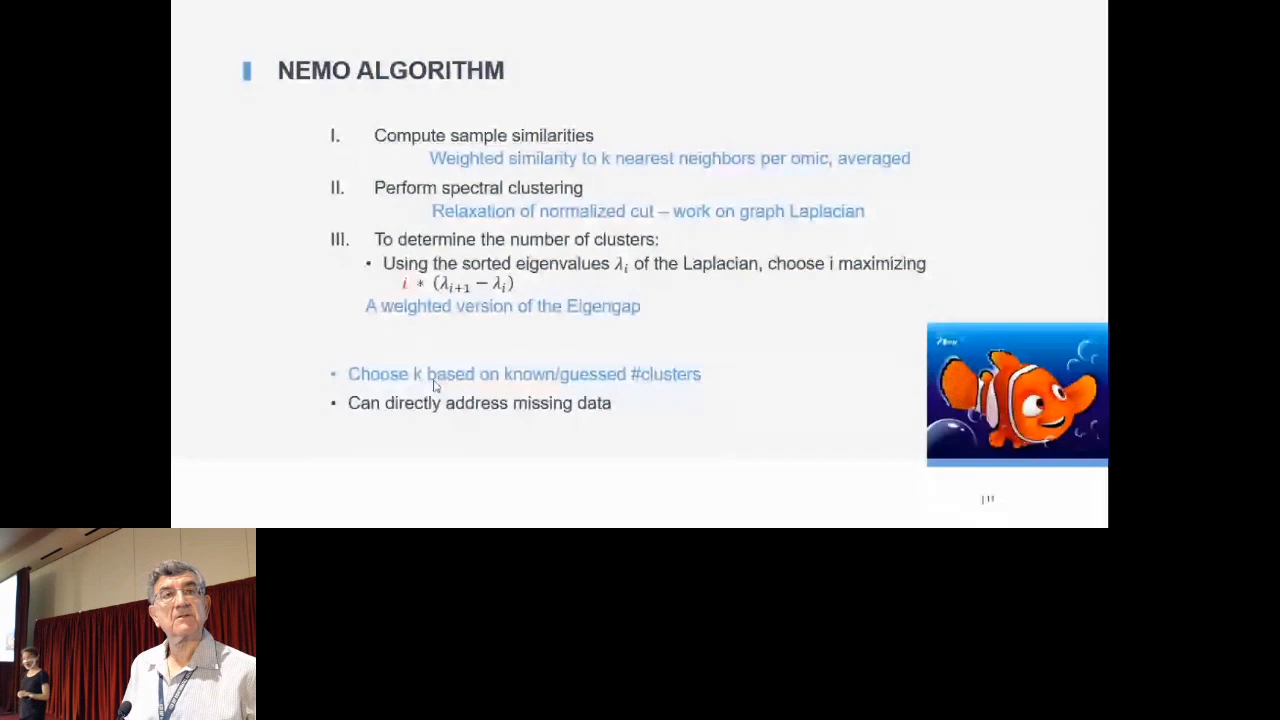 NEMO ALGORITHM
I. Compute sample similarities
Weighted similarity to k nearest neighbors per omic, averaged
II. Perform spectral clustering
Relaxation of normalized cut – work on graph Laplacian
III. To determine the number of clusters:
• Using the sorted eigenvalues λᵢ of the Laplacian, choose i maximizing
i * (λᵢ₊₁ − λᵢ)
A weighted version of the Eigengap
• Choose k based on known/guessed #clusters
• Can directly address missing data
| 11